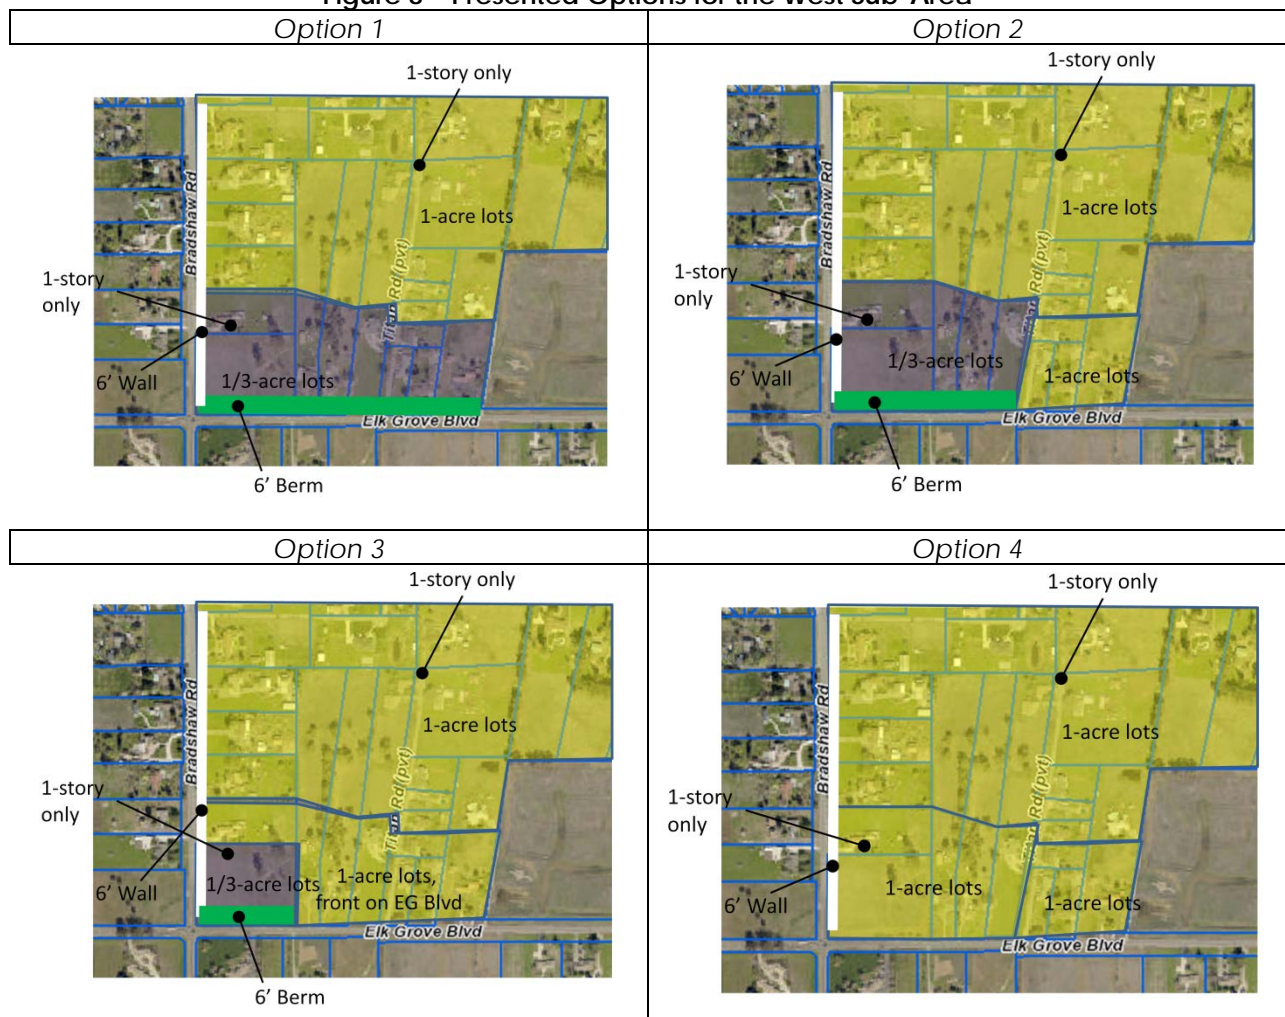 Figure 8 – Presented Options for the West Sub-Area
Option 1
Option 2
1-story only
Bradshaw Rd
1-acre lots
Rd (pvt)
1-story
only
6' Wall
1/3-acre lots
Elk Grove Blvd
6' Berm
1-story only
Bradshaw Rd
1-acre lots
Rd (pvt)
1-story
only
6' Wall
1/3-acre lots
1-acre lots
Elk Grove Blvd
6' Berm
Option 3
Option 4
1-story only
Bradshaw Rd
1-acre lots
Rd (pvt)
1-story
only
6' Wall
1/3-acre lots
1-acre lots,
front on EG Blvd
Elk Grove Blvd
6' Berm
1-story only
Bradshaw Rd
1-acre lots
Rd (pvt)
1-story
only
6' Wall
1-acre lots
1-acre lots
Elk Grove Blvd